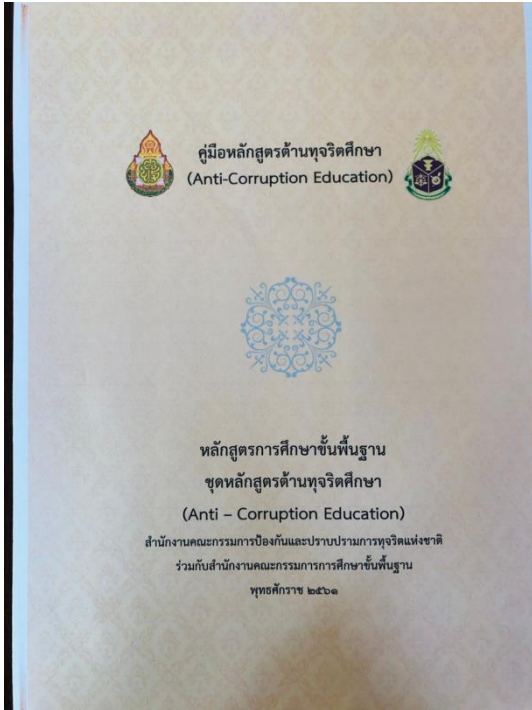 คู่มือหลักสูตรต้านทุจริตศึกษา
(Anti-Corruption Education)
หลักสูตรการศึกษาขั้นพื้นฐาน
ชุดหลักสูตรต้านทุจริตศึกษา
(Anti – Corruption Education)
สำนักงานคณะกรรมการป้องกันและปราบปรามการทุจริตแห่งชาติ
ร่วมกับสำนักงานคณะกรรมการการศึกษาขั้นพื้นฐาน
พุทธศักราช ๒๕๖๑